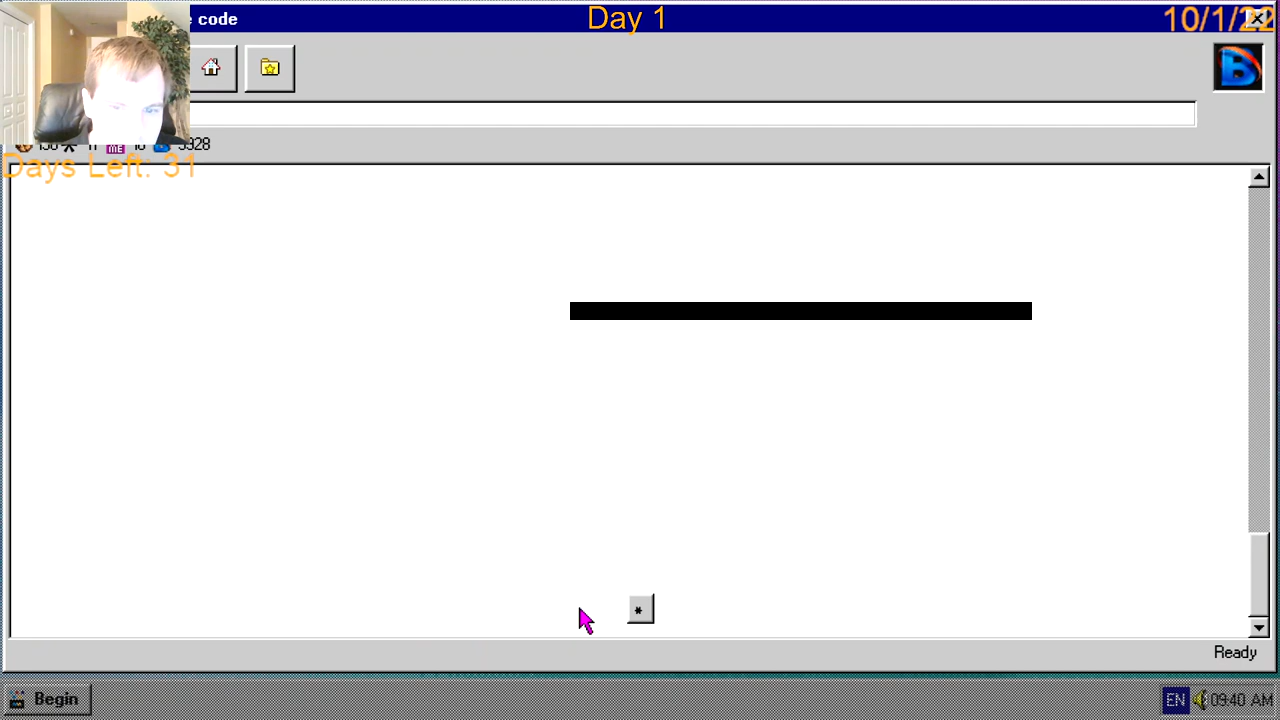 e code
Day 1
10/1/22
Days Left: 31
*
Ready
Begin
EN
09:40 AM